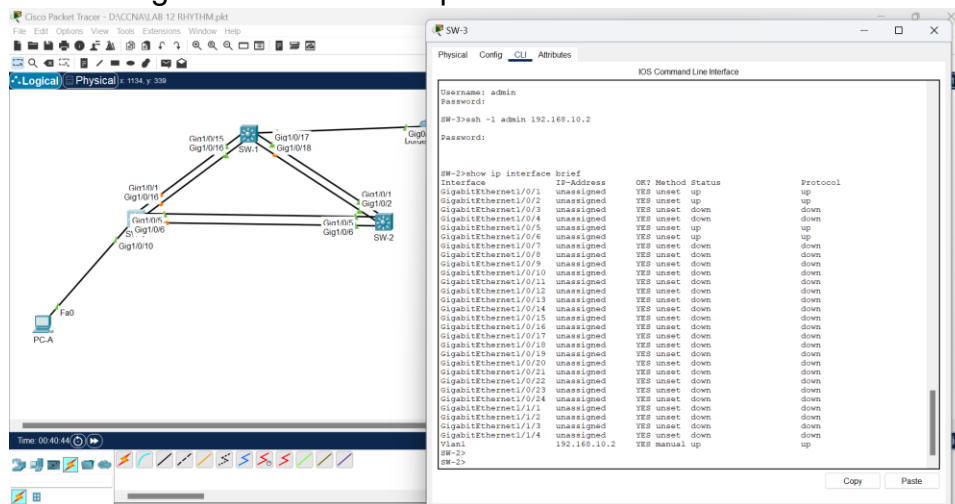 Cisco Packet Tracer - D:\CCNA\LAB 12 RHYTHM.pkt
File Edit Options View Tools Extensions Window Help
Logical Physical x: 1134, y: 339
Gig1/0/15
Gig1/0/16
SW-1
Gig1/0/17
Gig1/0/18
Gig1/0/1
Gig1/0/16
Gig1/0/5
Gig1/0/6
Gig1/0/10
Gig1/0/1
Gig1/0/2
Gig1/0/5
Gig1/0/6
SW-2
Fa0
PC-A
Time: 00:40:44
SW-3
Physical Config CLI Attributes
IOS Command Line Interface
Username: admin
Password:
SW-3>ssh -l admin 192.168.10.2
Password:
SW-2>show ip interface brief
Interface IP-Address OK? Method Status Protocol
GigabitEthernet1/0/1 unassigned YES unset up up
GigabitEthernet1/0/2 unassigned YES unset up up
GigabitEthernet1/0/3 unassigned YES unset down down
GigabitEthernet1/0/4 unassigned YES unset down down
GigabitEthernet1/0/5 unassigned YES unset up up
GigabitEthernet1/0/6 unassigned YES unset up up
GigabitEthernet1/0/7 unassigned YES unset down down
GigabitEthernet1/0/8 unassigned YES unset down down
GigabitEthernet1/0/9 unassigned YES unset down down
GigabitEthernet1/0/10 unassigned YES unset down down
GigabitEthernet1/0/11 unassigned YES unset down down
GigabitEthernet1/0/12 unassigned YES unset down down
GigabitEthernet1/0/13 unassigned YES unset down down
GigabitEthernet1/0/14 unassigned YES unset down down
GigabitEthernet1/0/15 unassigned YES unset down down
GigabitEthernet1/0/16 unassigned YES unset down down
GigabitEthernet1/0/17 unassigned YES unset down down
GigabitEthernet1/0/18 unassigned YES unset down down
GigabitEthernet1/0/19 unassigned YES unset down down
GigabitEthernet1/0/20 unassigned YES unset down down
GigabitEthernet1/0/21 unassigned YES unset down down
GigabitEthernet1/0/22 unassigned YES unset down down
GigabitEthernet1/0/23 unassigned YES unset down down
GigabitEthernet1/0/24 unassigned YES unset down down
GigabitEthernet1/1/1 unassigned YES unset down down
GigabitEthernet1/1/2 unassigned YES unset down down
GigabitEthernet1/1/3 unassigned YES unset down down
GigabitEthernet1/1/4 unassigned YES unset down down
Vlan1 192.168.10.2 YES manual up up
SW-2>
SW-2>
Copy Paste